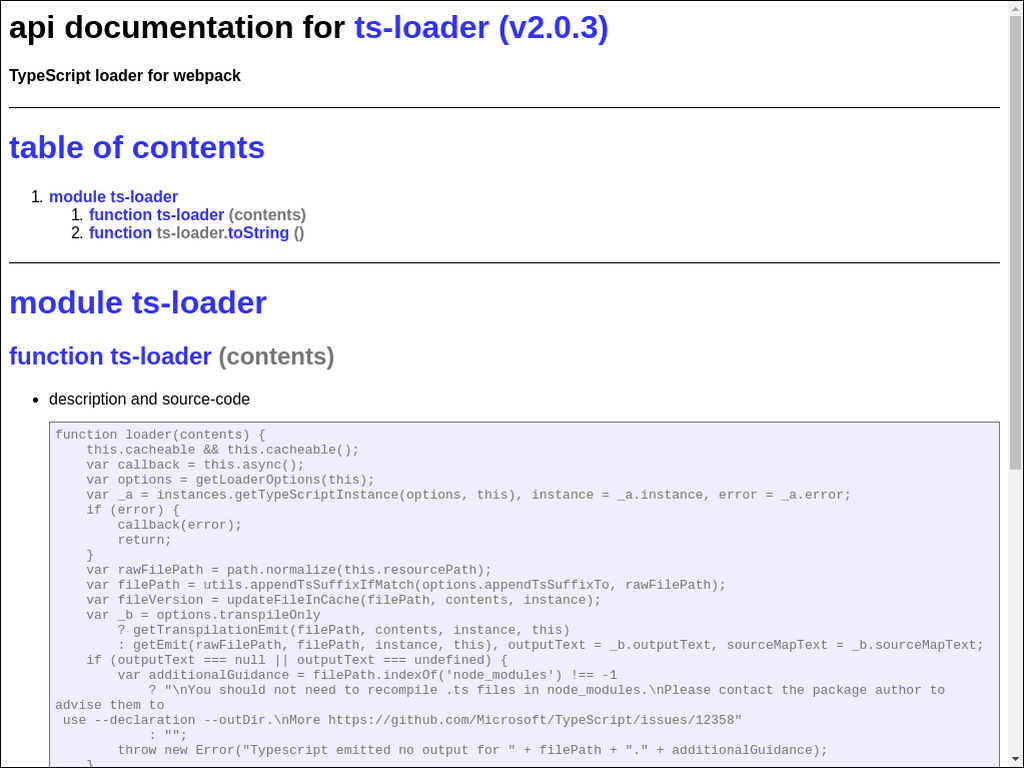 api documentation for ts-loader (v2.0.3)
TypeScript loader for webpack
table of contents
1. module ts-loader
1. function ts-loader (contents)
2. function ts-loader.toString ()
module ts-loader
function ts-loader (contents)
• description and source-code
function loader(contents) {
    this.cacheable && this.cacheable();
    var callback = this.async();
    var options = getLoaderOptions(this);
    var _a = instances.getTypeScriptInstance(options, this), instance = _a.instance, error = _a.error;
    if (error) {
        callback(error);
        return;
    }
    var rawFilePath = path.normalize(this.resourcePath);
    var filePath = utils.appendTsSuffixIfMatch(options.appendTsSuffixTo, rawFilePath);
    var fileVersion = updateFileInCache(filePath, contents, instance);
    var _b = options.transpileOnly
        ? getTranspilationEmit(filePath, contents, instance, this)
        : getEmit(rawFilePath, filePath, instance, this), outputText = _b.outputText, sourceMapText = _b.sourceMapText;
    if (outputText === null || outputText === undefined) {
        var additionalGuidance = filePath.indexOf('node_modules') !== -1
            ? "\nYou should not need to recompile .ts files in node_modules.\nPlease contact the package author to
advise them to
 use --declaration --outDir.\nMore https://github.com/Microsoft/TypeScript/issues/12358"
            : "";
        throw new Error("Typescript emitted no output for " + filePath + "." + additionalGuidance);
    }